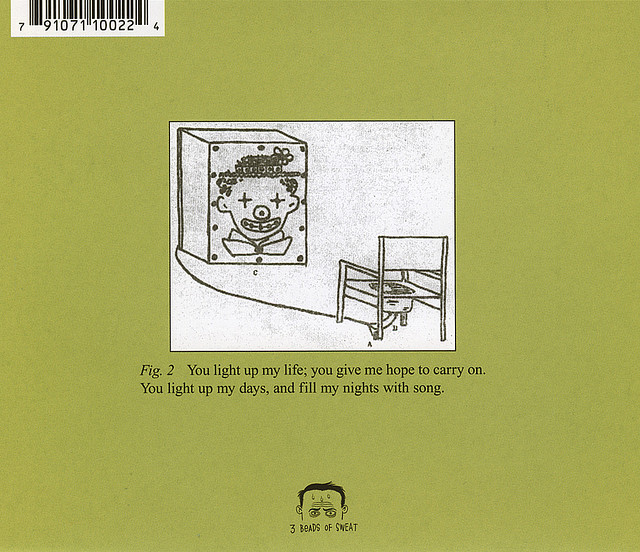 7 91071 10022 4
C
B
A
Fig. 2 You light up my life; you give me hope to carry on.
You light up my days, and fill my nights with song.
3 BEADS OF SWEAT